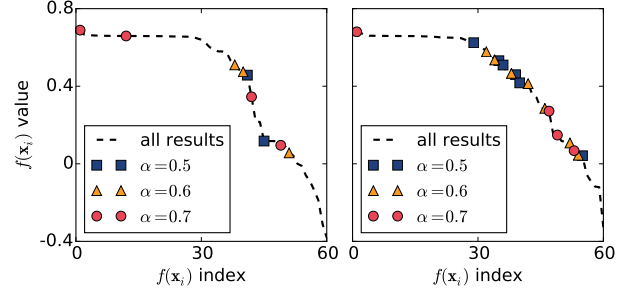 0.8
0.4
0
-0.4
f(x_i) value
all results
α=0.5
α=0.6
α=0.7
0 30 60
f(x_i) index
all results
α=0.5
α=0.6
α=0.7
0 30 60
f(x_i) index